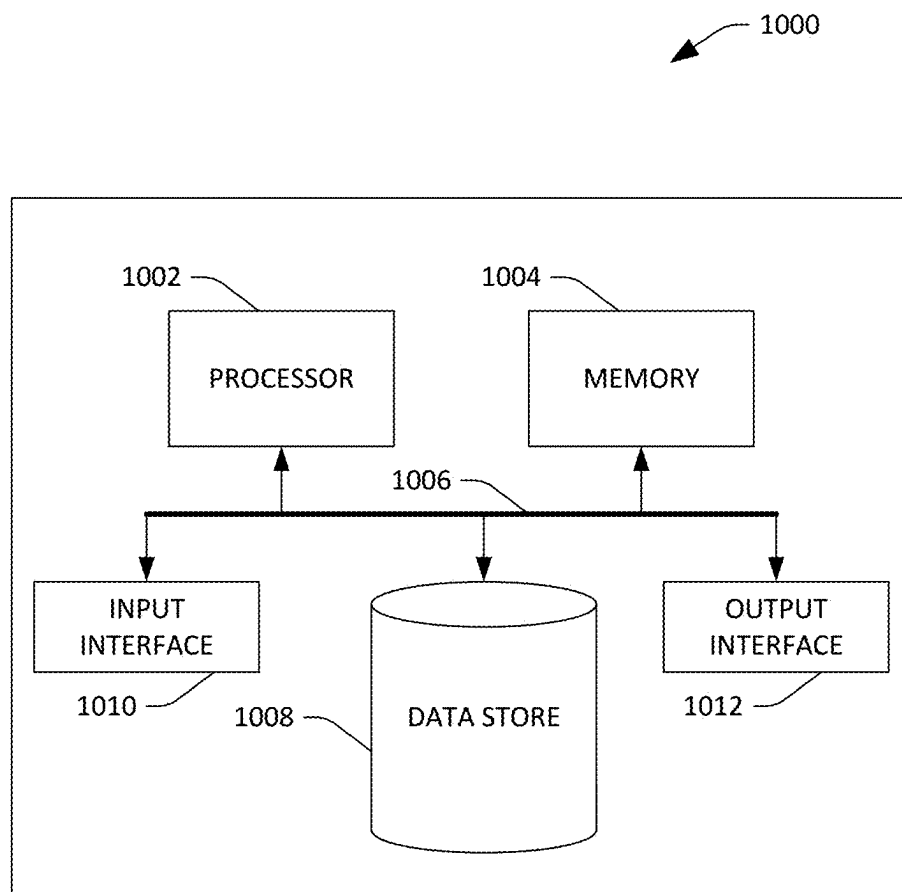 1000
1002
1004
PROCESSOR
MEMORY
1006
INPUT
INTERFACE
OUTPUT
INTERFACE
1010
1008
DATA STORE
1012